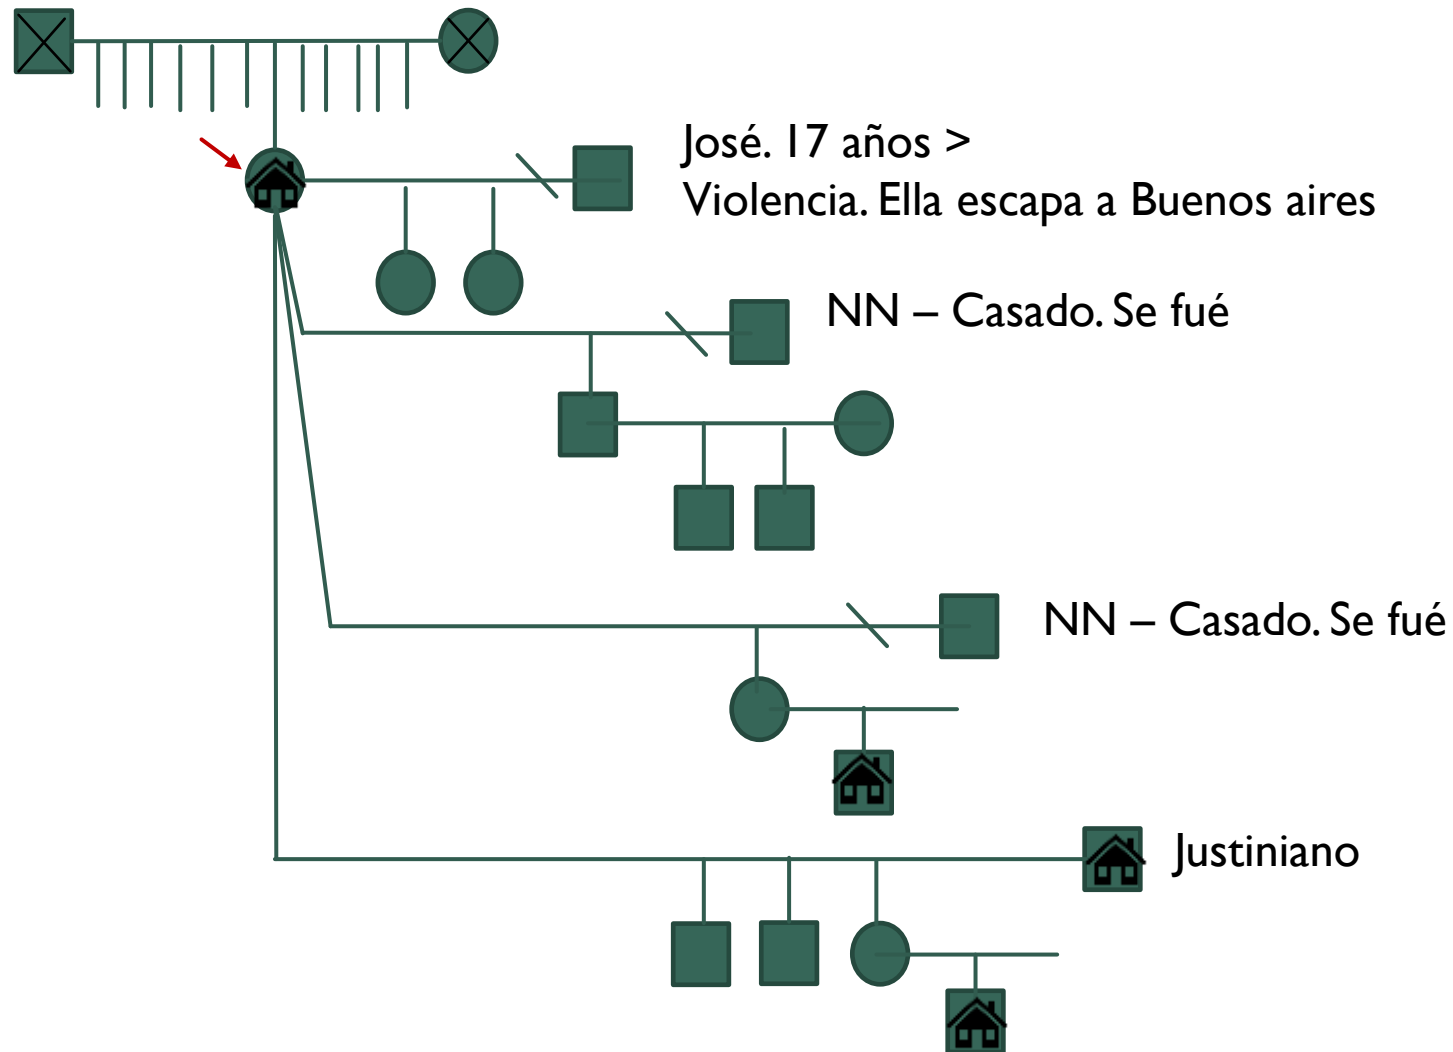 José. 17 años >
Violencia. Ella escapa a Buenos aires
NN – Casado. Se fué
NN – Casado. Se fué
Justiniano